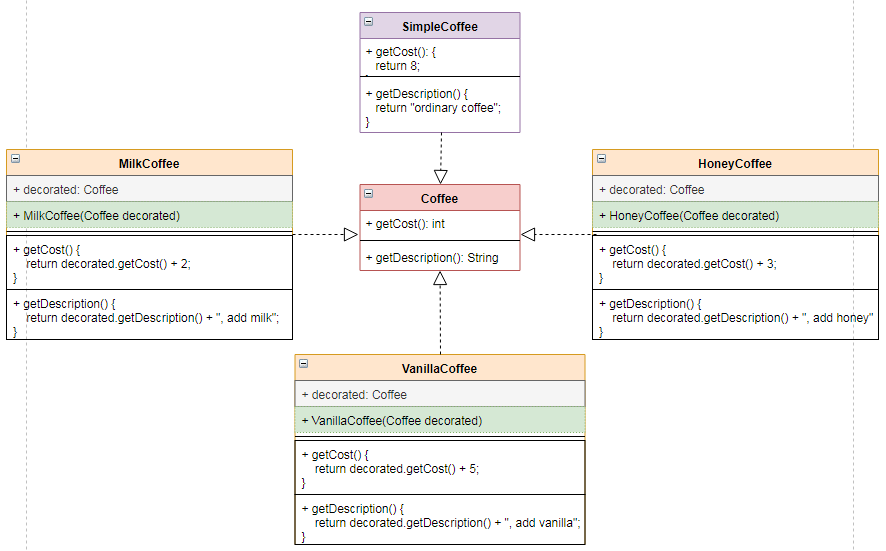 SimpleCoffee
+ getCost(): {
return 8;
+ getDescription() {
return "ordinary coffee";
}
MilkCoffee
+ decorated: Coffee
+ MilkCoffee(Coffee decorated)
+ getCost() {
return decorated.getCost() + 2;
}
+ getDescription() {
return decorated.getDescription() + ", add milk";
}
Coffee
+ getCost(): int
+ getDescription(): String
HoneyCoffee
+ decorated: Coffee
+ HoneyCoffee(Coffee decorated)
+ getCost() {
return decorated.getCost() + 3;
}
+ getDescription() {
return decorated.getDescription() + ", add honey"
}
VanillaCoffee
+ decorated: Coffee
+ VanillaCoffee(Coffee decorated)
+ getCost() {
return decorated.getCost() + 5;
}
+ getDescription() {
return decorated.getDescription() + ", add vanilla";
}